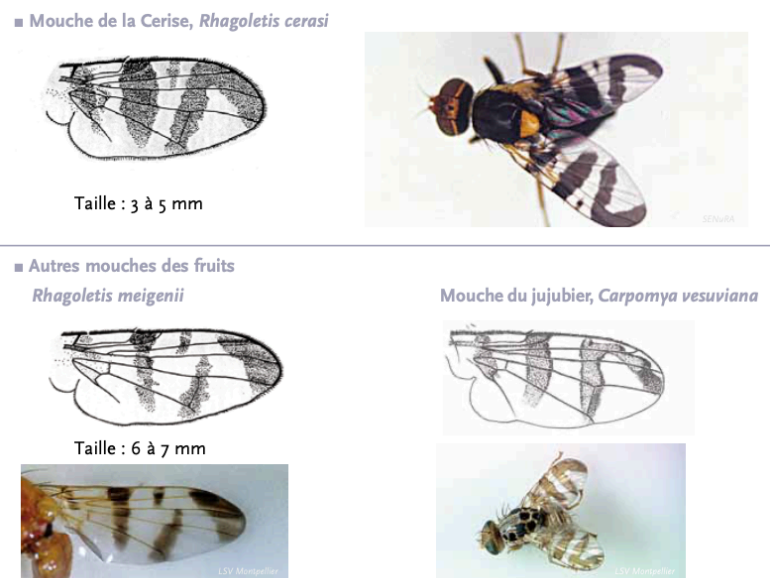 Mouche de la Cerise, Rhagoletis cerasi
Taille : 3 à 5 mm
SENuRA
Autres mouches des fruits
Rhagoletis meigenii
Mouche du jujubier, Carpomya vesuviana
Taille : 6 à 7 mm
LSV Montpellier
LSV Montpellier